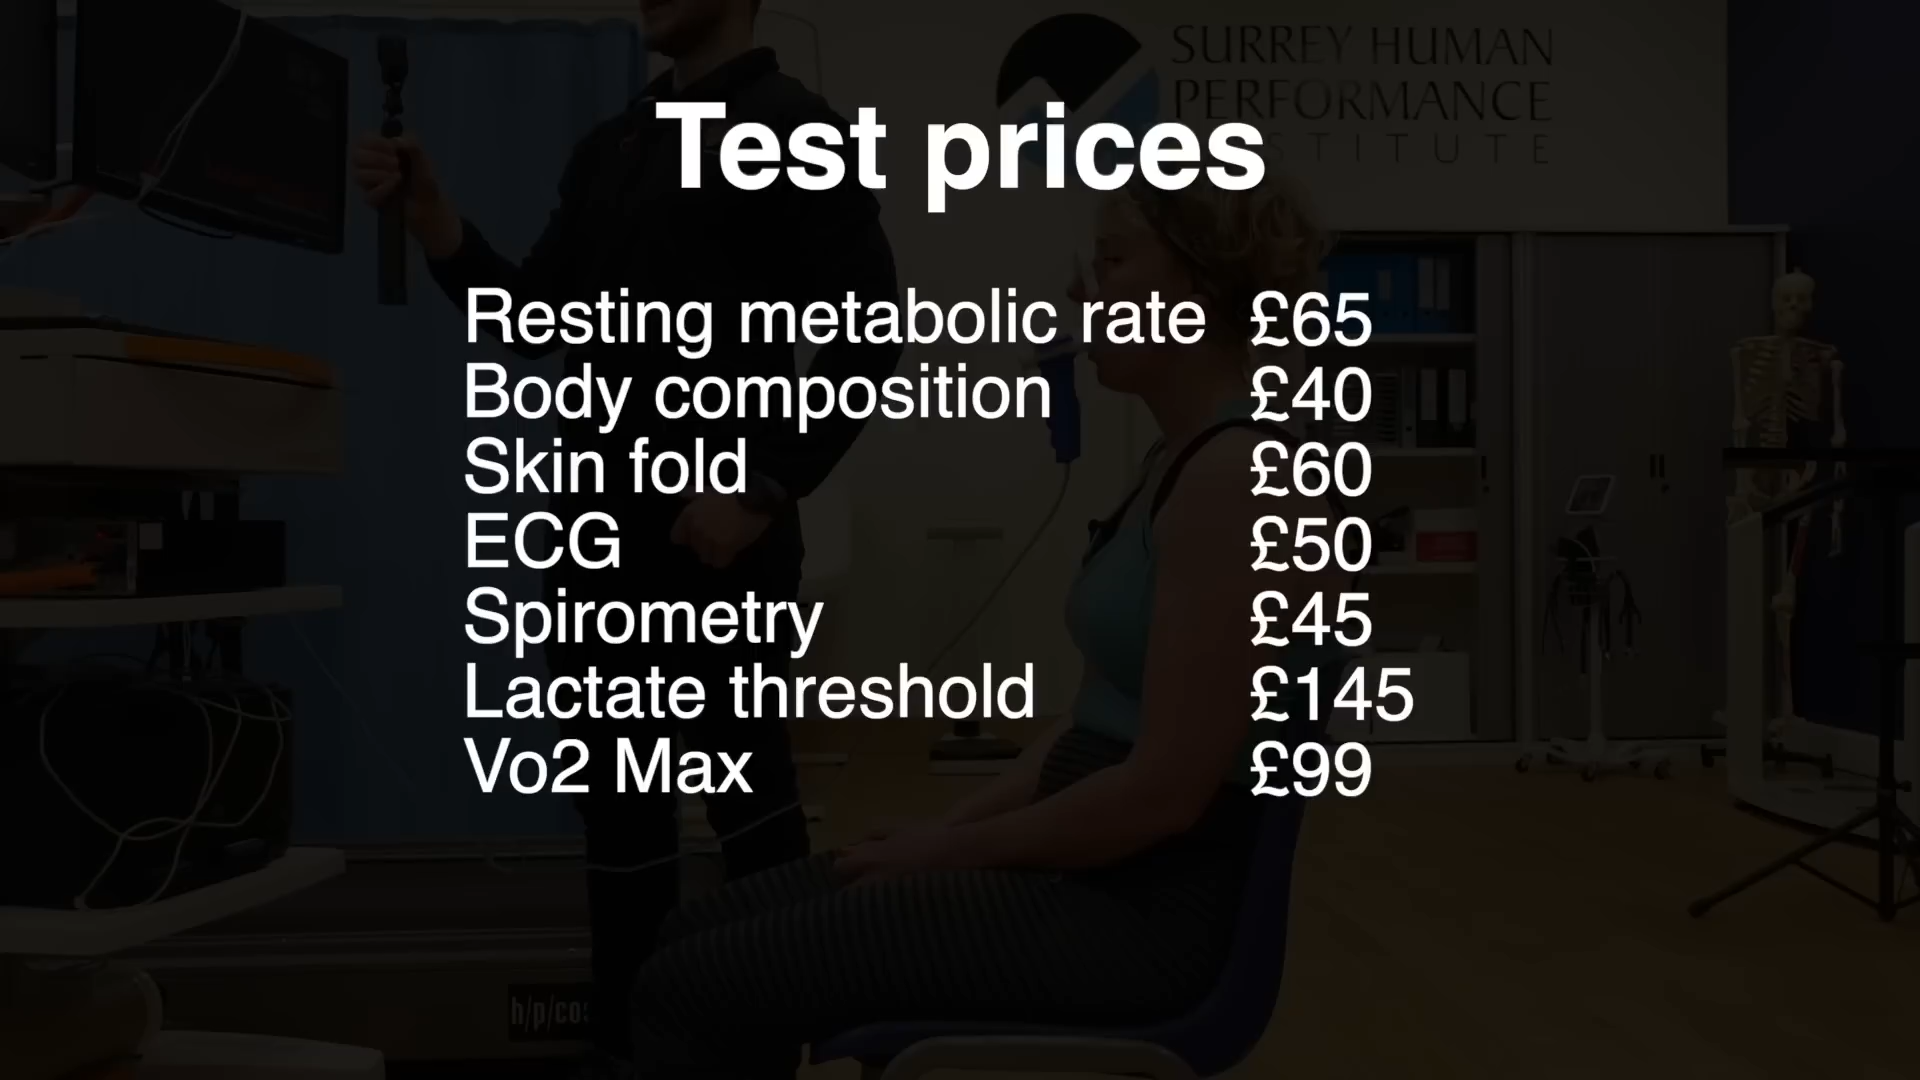 SURREY HUMAN
PERFORMANCE
Test prices
Resting metabolic rate £65
Body composition £40
Skin fold £60
ECG £50
Spirometry £45
Lactate threshold £145
Vo2 Max £99